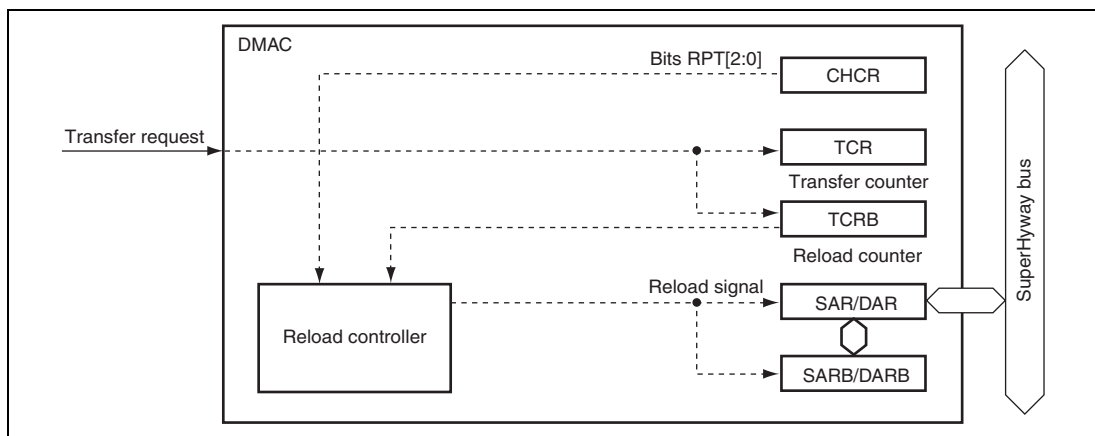 DMAC
Bits RPT[2:0]
CHCR
Transfer request
TCR
Transfer counter
TCRB
Reload counter
Reload signal
SAR/DAR
Reload controller
SARB/DARB
SuperHyway bus